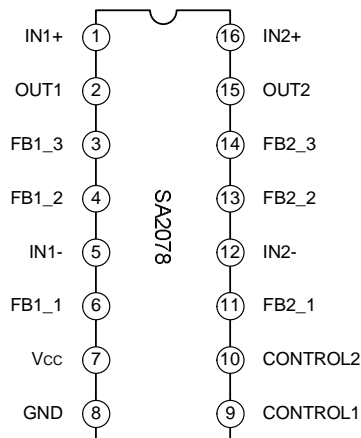 IN1+ 1 16 IN2+
OUT1 2 15 OUT2
FB1_3 3 14 FB2_3
FB1_2 4 13 FB2_2
SA2078
IN1- 5 12 IN2-
FB1_1 6 11 FB2_1
Vcc 7 10 CONTROL2
GND 8 9 CONTROL1